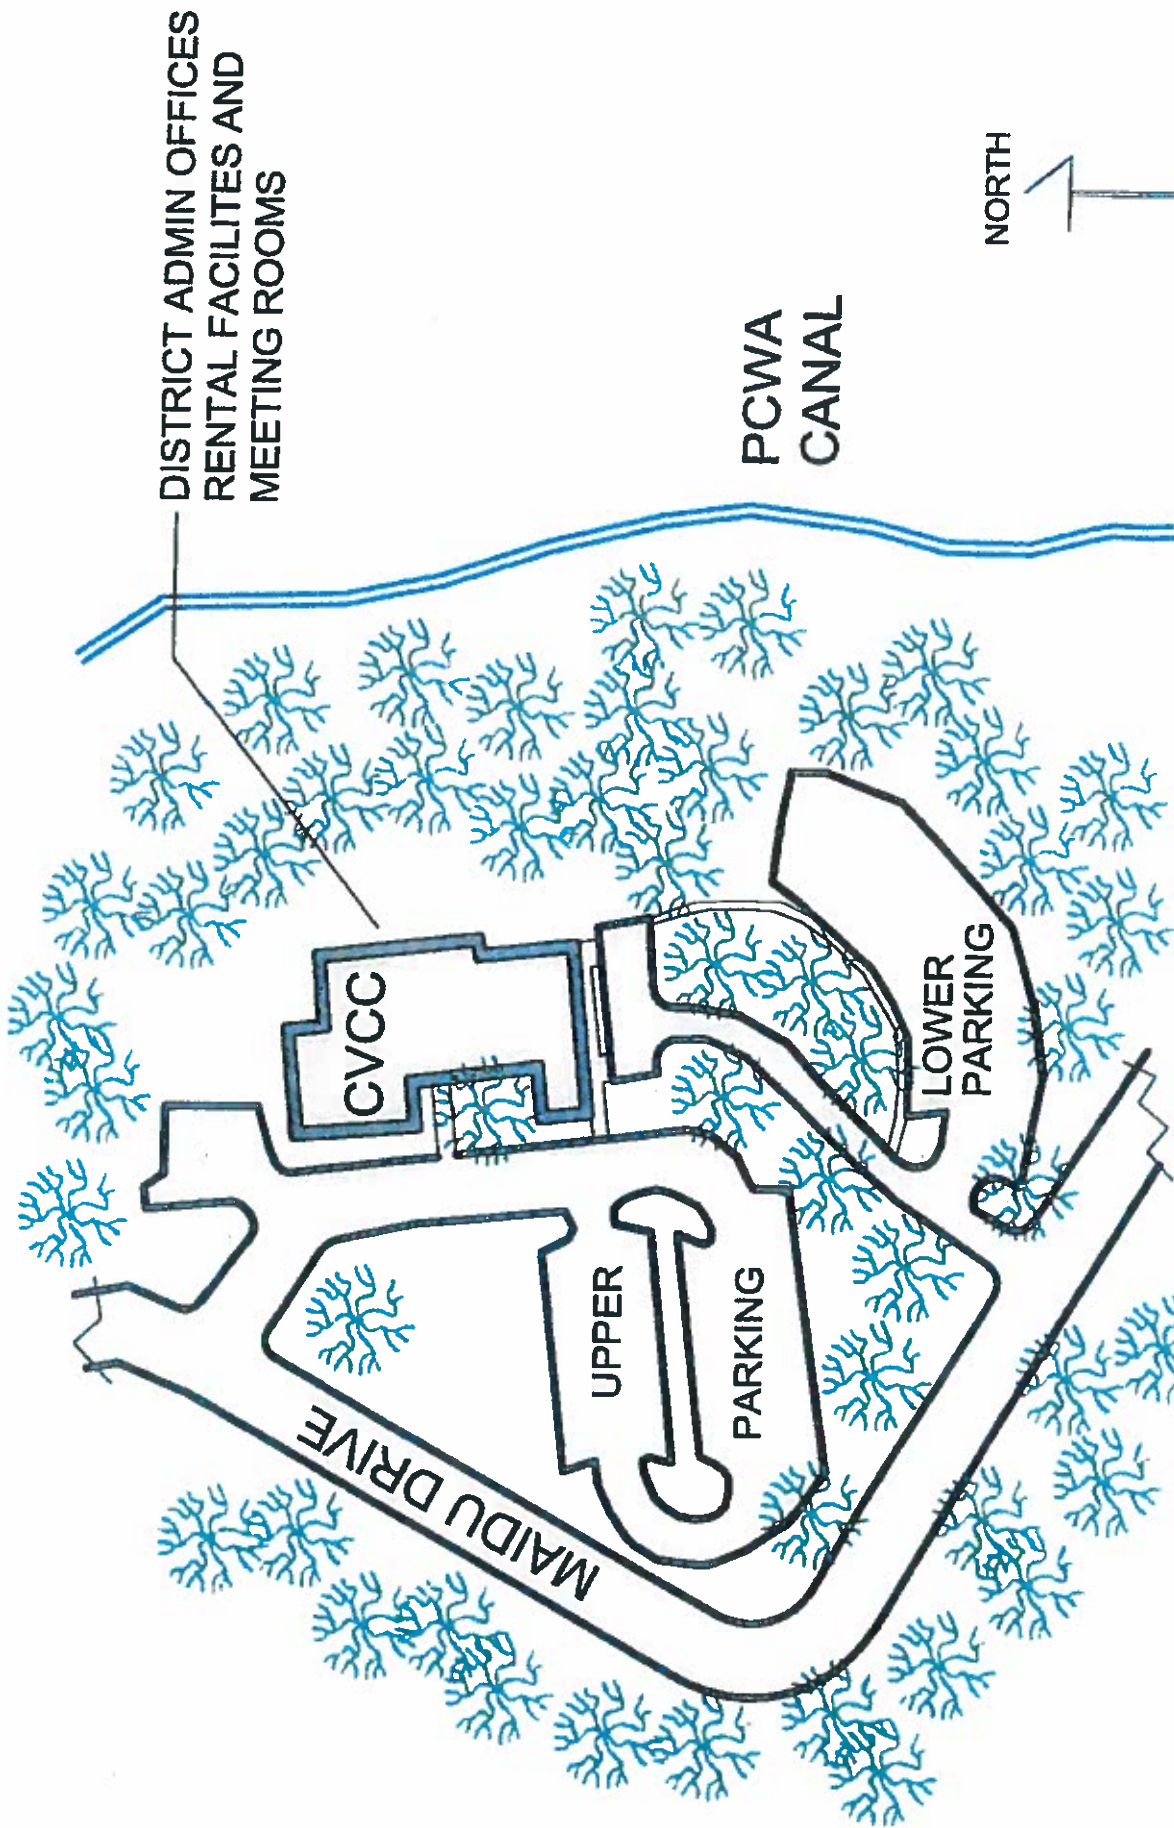 DISTRICT ADMIN OFFICES
RENTAL FACILITES AND
MEETING ROOMS
CVCC
PCWA
CANAL
NORTH
MAIDU DRIVE
UPPER
PARKING
LOWER
PARKING